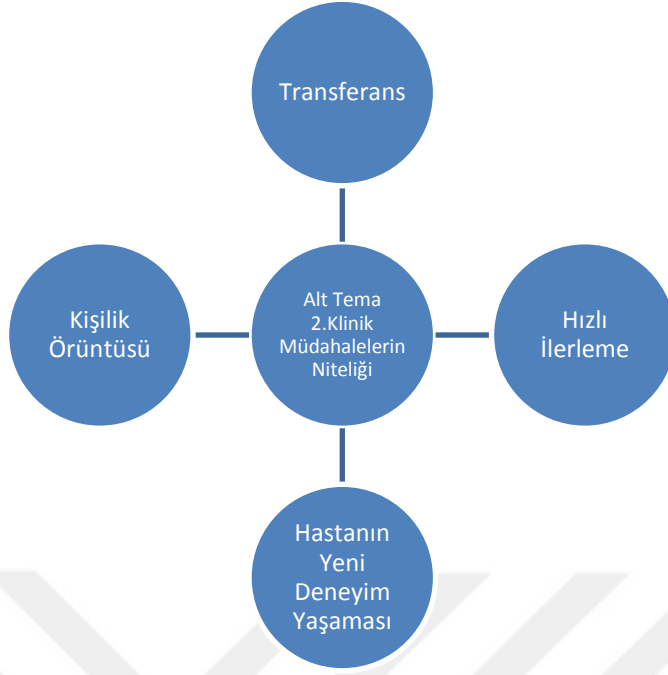 Transferans
Kişilik
Örüntüsü
Alt Tema
2.Klinik
Müdahalelerin
Niteliği
Hızlı
İlerleme
Hastanın
Yeni
Deneyim
Yaşaması